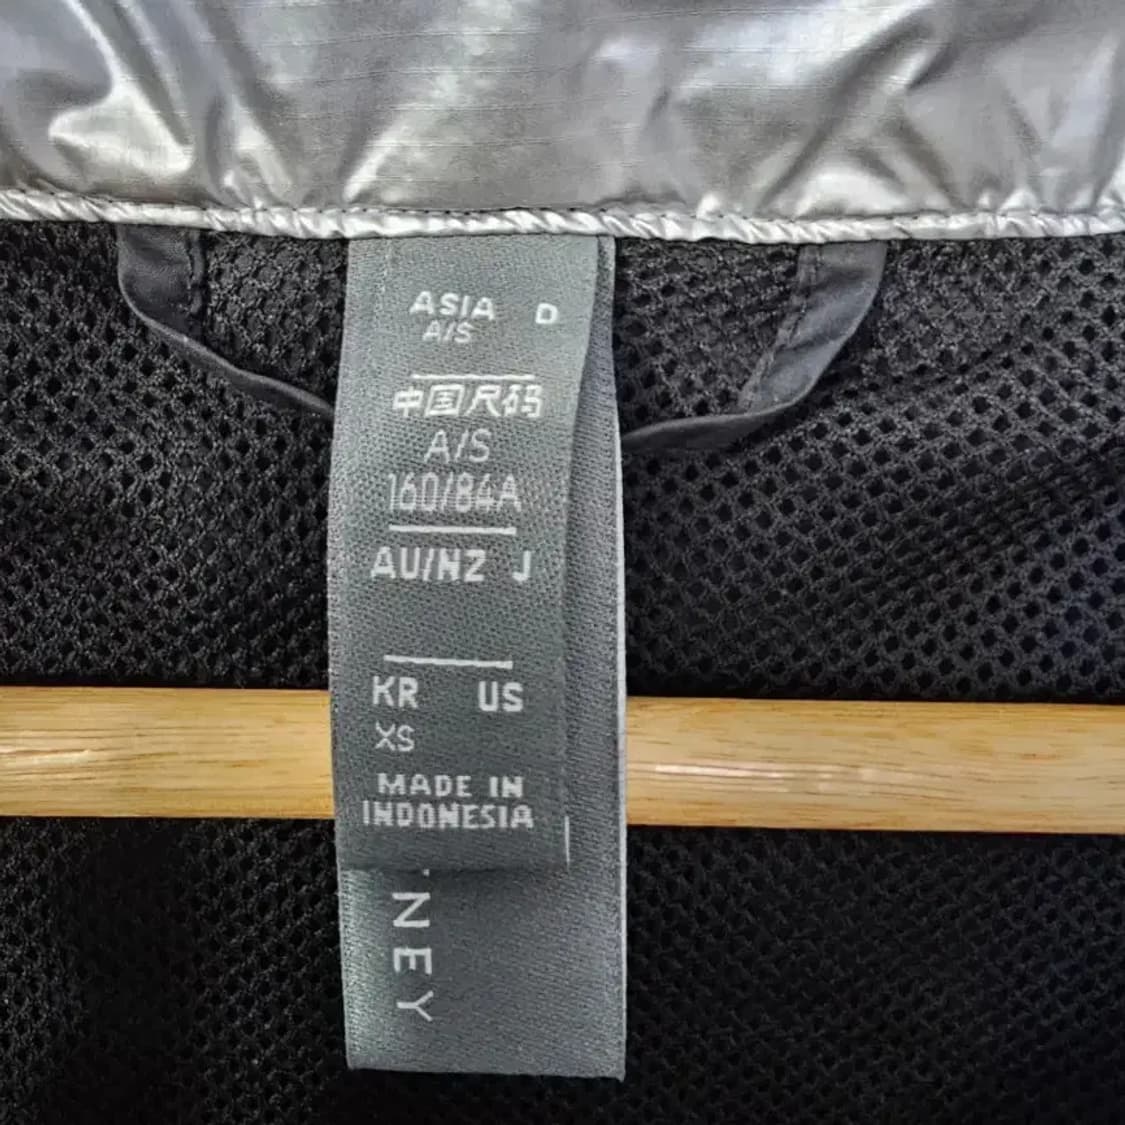 ASIA D
A/S
中国尺码
A/S
160/84A
AU/NZ J
KR US
XS
MADE IN
INDONESIA
NEY